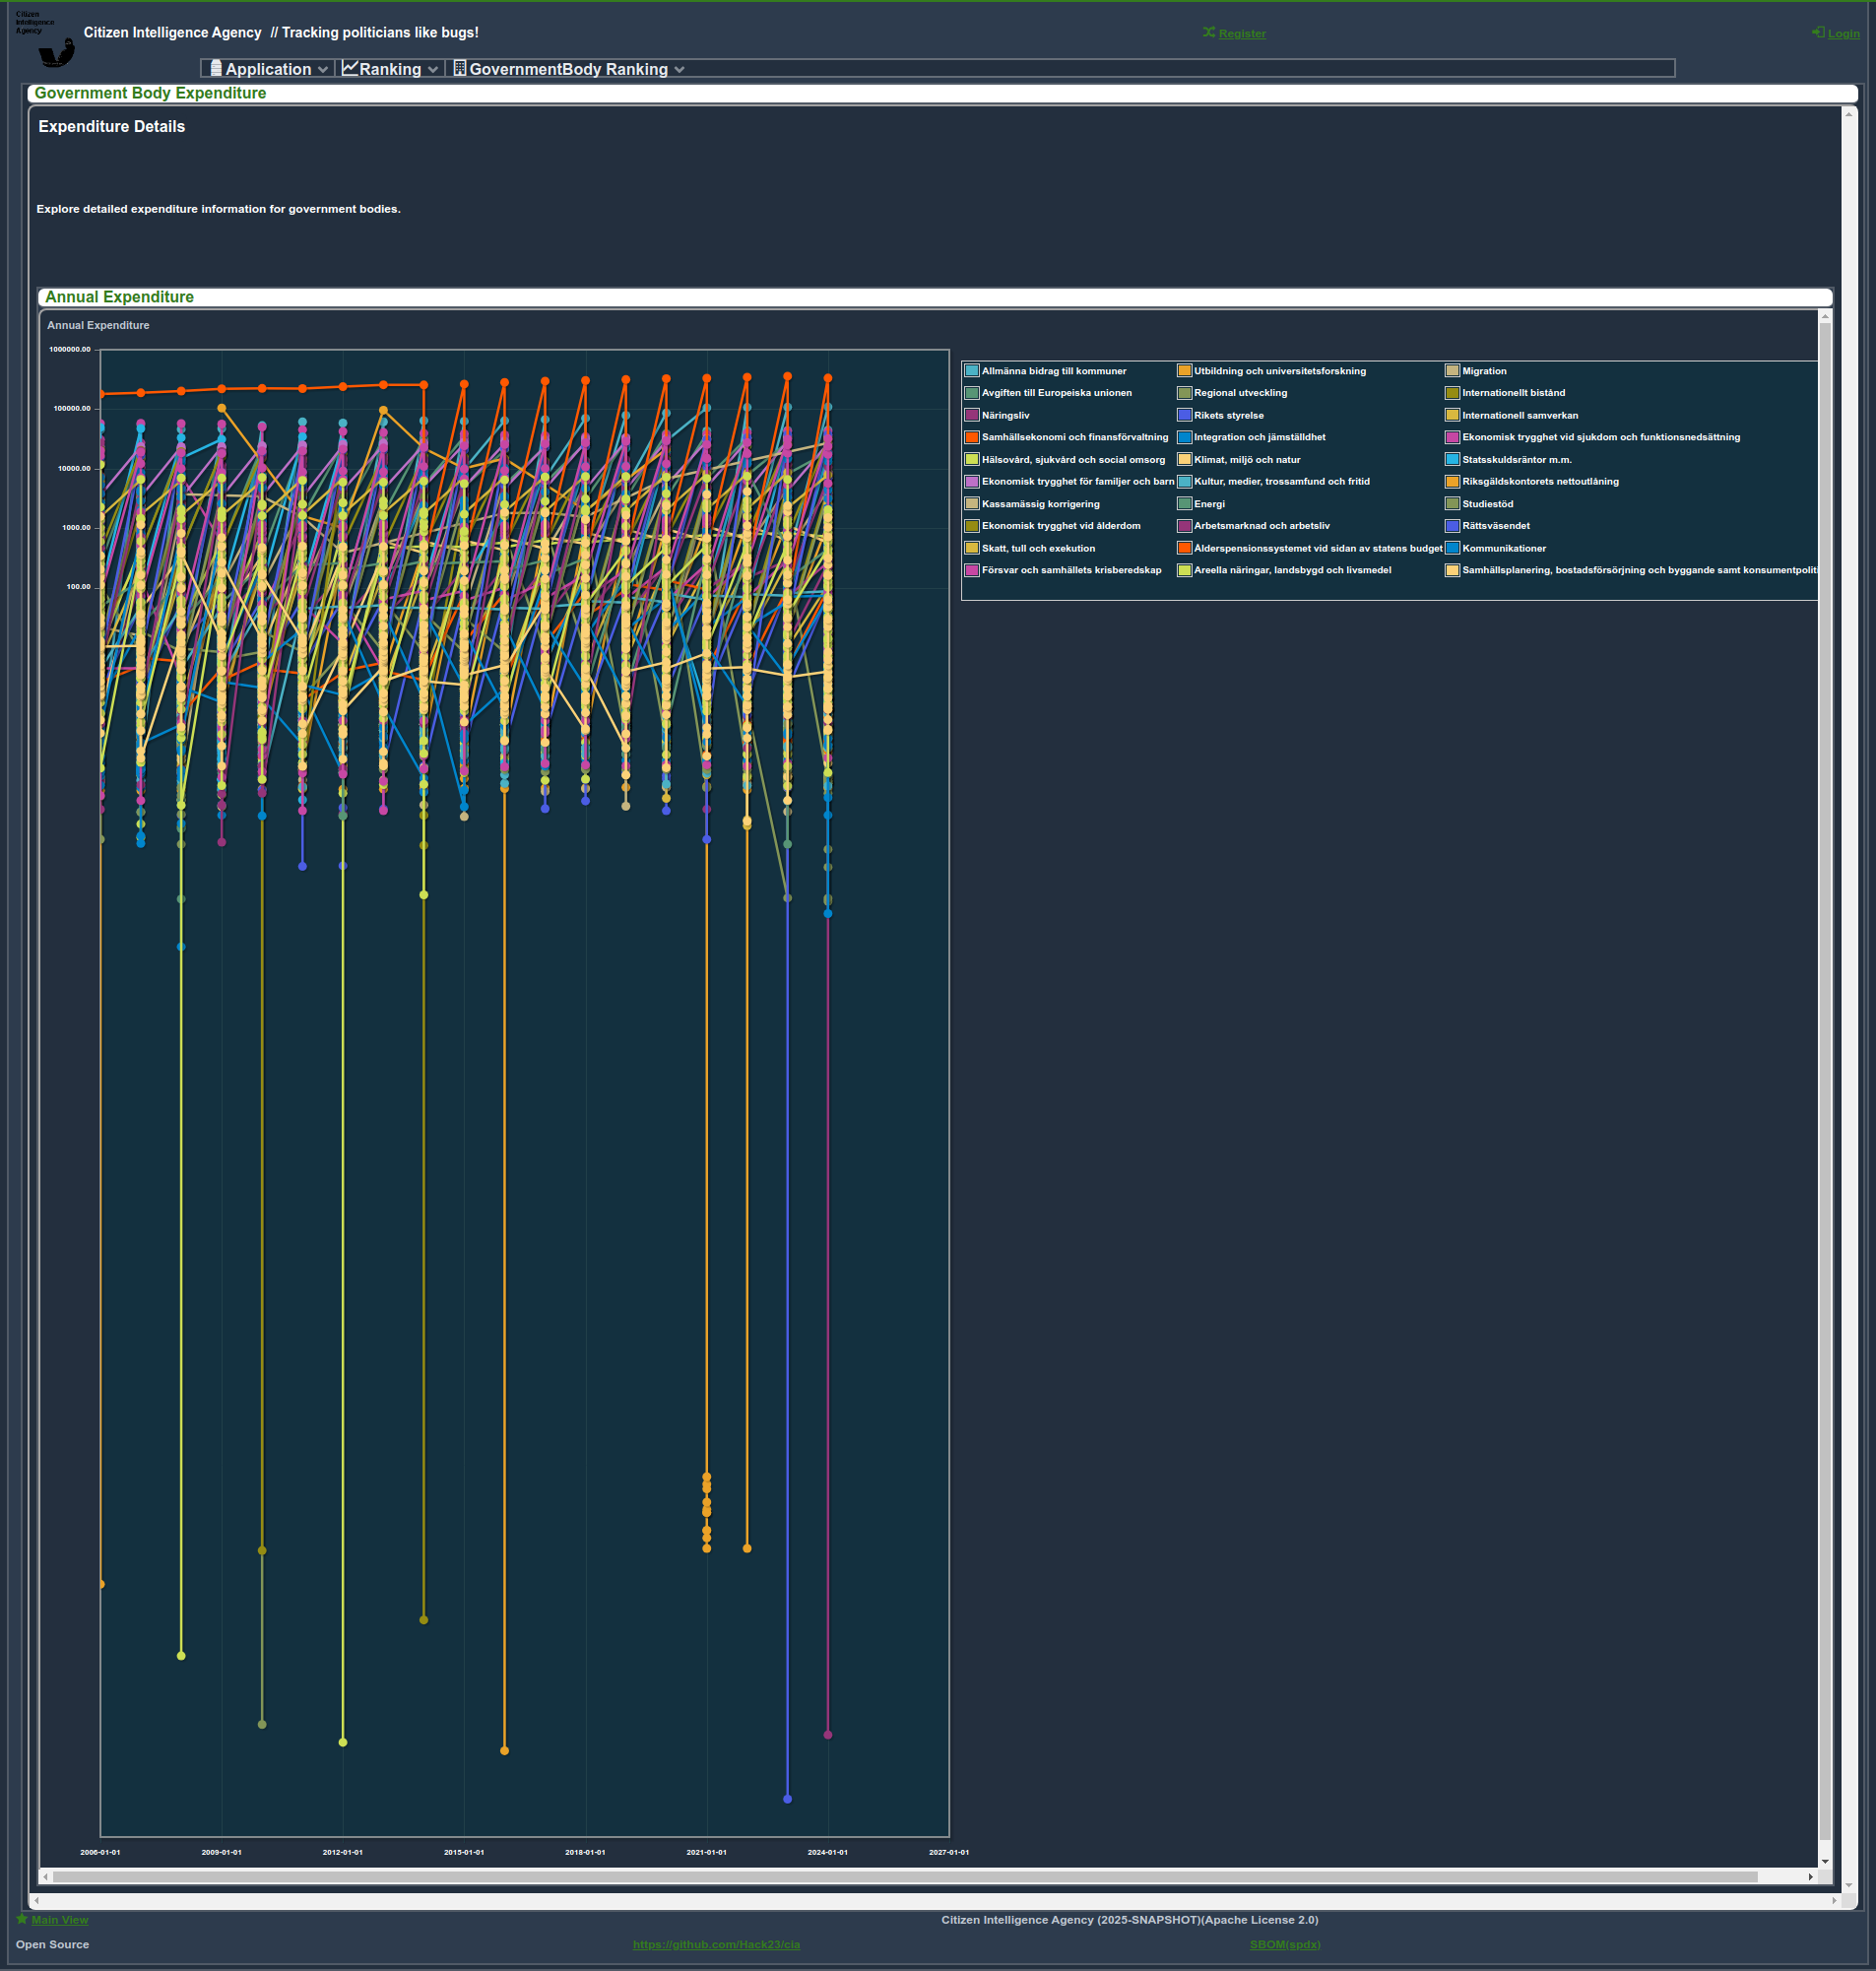 Citizen
Intelligence
Agency
Citizen Intelligence Agency // Tracking politicians like bugs!
Register
Login
Application
Ranking
GovernmentBody Ranking
Government Body Expenditure
Expenditure Details
Explore detailed expenditure information for government bodies.
Annual Expenditure
Annual Expenditure
1000000.00
100000.00
10000.00
1000.00
100.00
2006-01-01 2009-01-01 2012-01-01 2015-01-01 2018-01-01 2021-01-01 2024-01-01 2027-01-01
Allmänna bidrag till kommuner Utbildning och universitetsforskning Migration
Avgiften till Europeiska unionen Regional utveckling Internationellt bistånd
Näringsliv Rikets styrelse Internationell samverkan
Samhällsekonomi och finansförvaltning Integration och jämställdhet Ekonomisk trygghet vid sjukdom och funktionsnedsättning
Hälsovård, sjukvård och social omsorg Klimat, miljö och natur Statsskuldsräntor m.m.
Ekonomisk trygghet för familjer och barn Kultur, medier, trossamfund och fritid Riksgäldskontorets nettoutlåning
Kassamässig korrigering Energi Studiestöd
Ekonomisk trygghet vid ålderdom Arbetsmarknad och arbetsliv Rättsväsendet
Skatt, tull och exekution Ålderspensionssystemet vid sidan av statens budget Kommunikationer
Försvar och samhällets krisberedskap Areella näringar, landsbygd och livsmedel Samhällsplanering, bostadsförsörjning och byggande samt konsumentpolit
Main View
Citizen Intelligence Agency (2025-SNAPSHOT)(Apache License 2.0)
Open Source
https://github.com/Hack23/cia
SBOM(spdx)